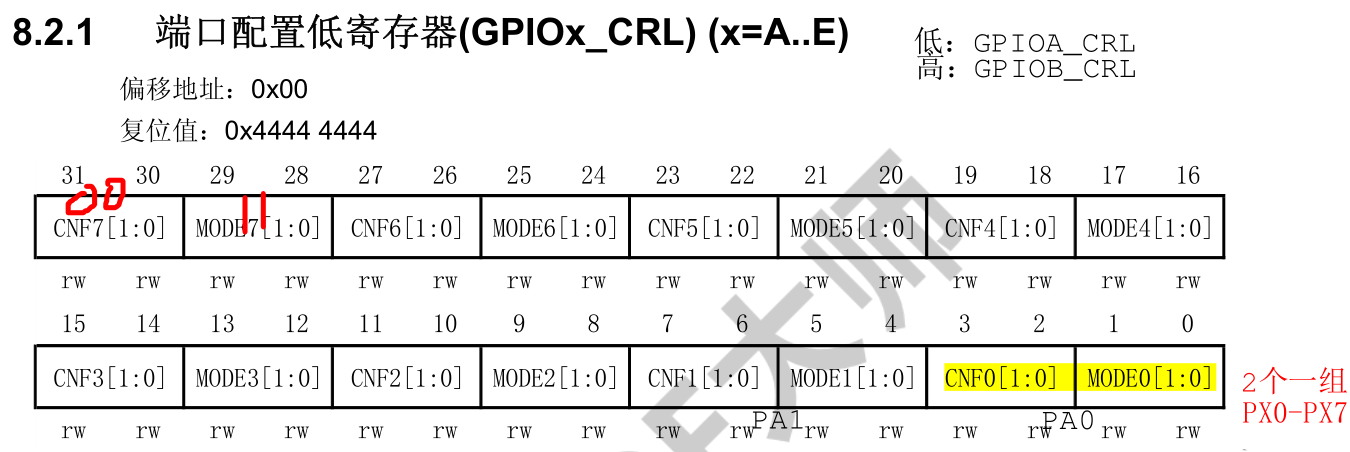 8.2.1 端口配置低寄存器(GPIOx_CRL) (x=A..E)
低: GPIOA_CRL
高: GPIOB_CRL
偏移地址：0x00
复位值：0x4444 4444
31 30 29 28 27 26 25 24 23 22 21 20 19 18 17 16
00 11
CNF7[1:0] MODE7[1:0] CNF6[1:0] MODE6[1:0] CNF5[1:0] MODE5[1:0] CNF4[1:0] MODE4[1:0]
rw rw rw rw rw rw rw rw rw rw rw rw rw rw rw rw
15 14 13 12 11 10 9 8 7 6 5 4 3 2 1 0
CNF3[1:0] MODE3[1:0] CNF2[1:0] MODE2[1:0] CNF1[1:0] MODE1[1:0] CNF0[1:0] MODE0[1:0]
2个一组
PX0-PX7
PA1 PA0
rw rw rw rw rw rw rw rw rw rw rw rw rw rw rw rw
大师